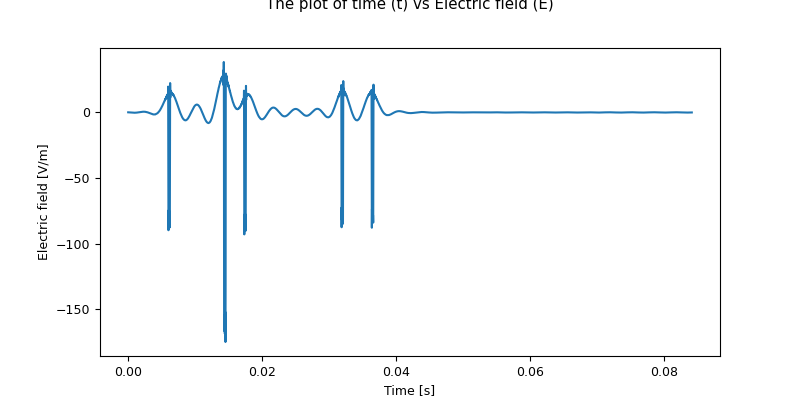 The plot of time (t) vs Electric field (E)
0
−50
−100
−150
Electric field [V/m]
0.00 0.02 0.04 0.06 0.08
Time [s]